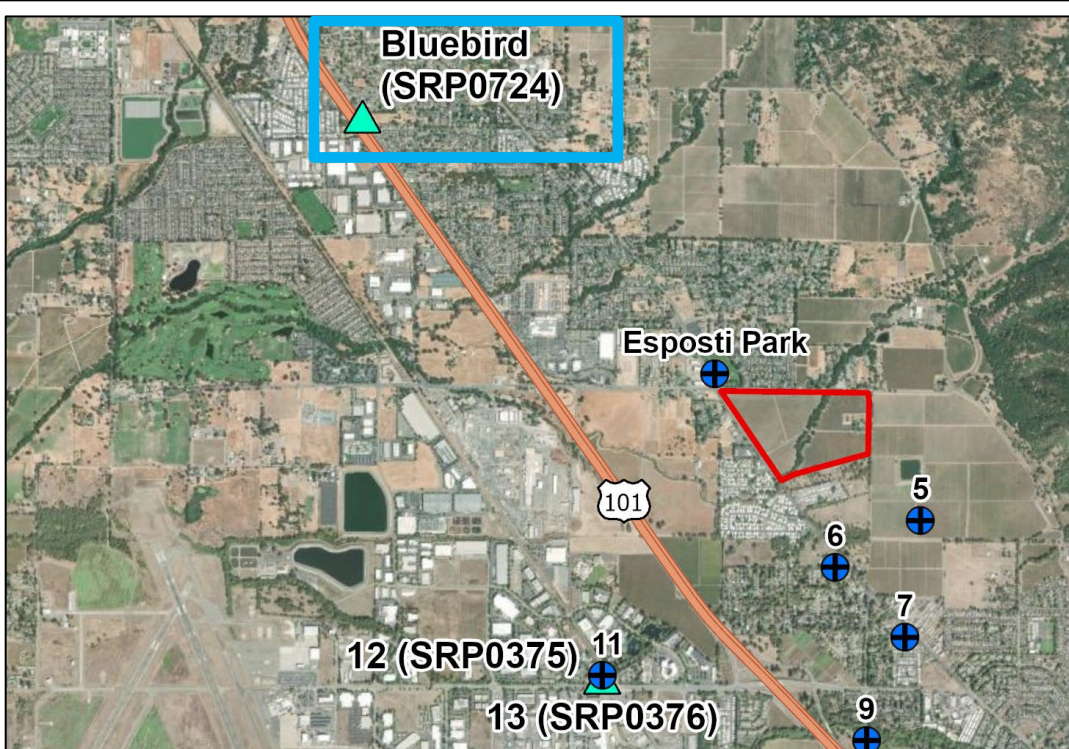 Bluebird
(SRP0724)
Esposti Park
101
5
6
7
12 (SRP0375)
11
13 (SRP0376)
9